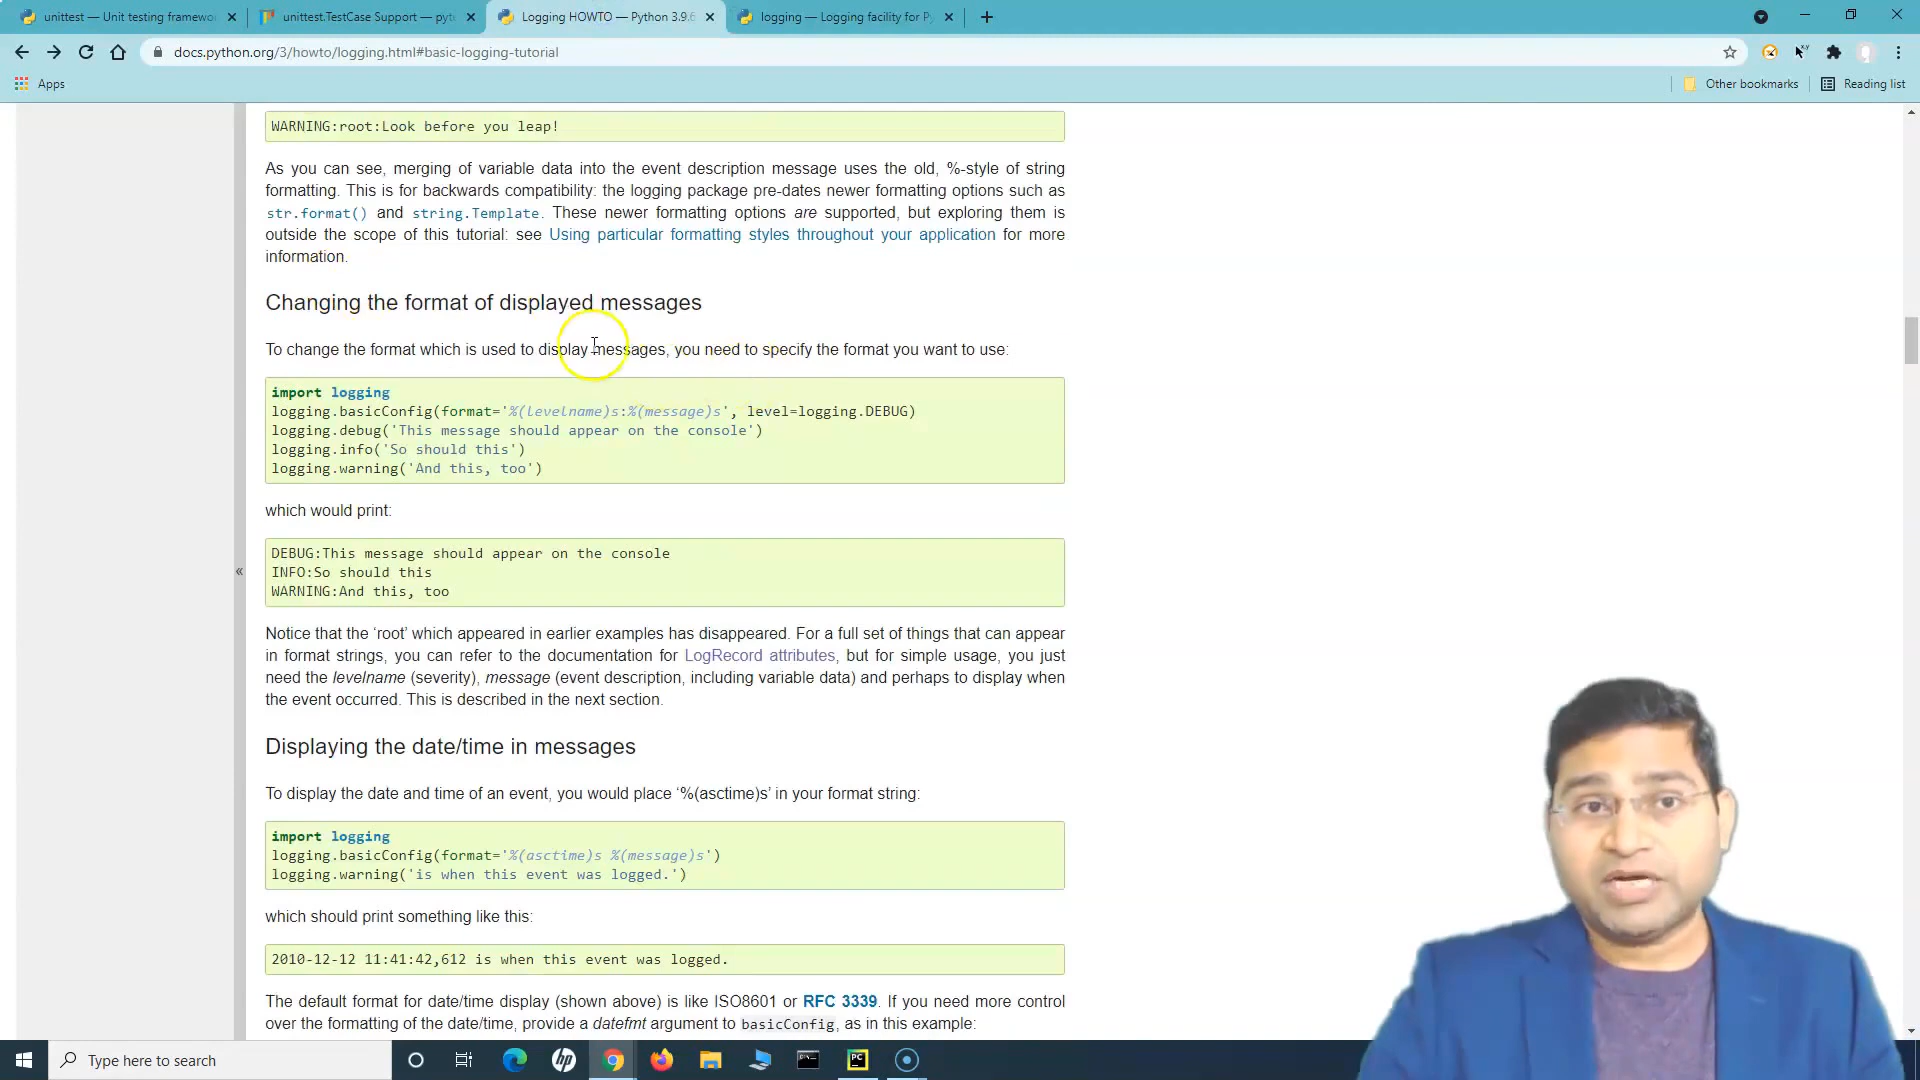 unittest — Unit testing framewo
unittest.TestCase Support — pyt
Logging HOWTO — Python 3.9.6
logging — Logging facility for P
docs.python.org/3/howto/logging.html#basic-logging-tutorial
Apps
Other bookmarks
Reading list
WARNING:root:Look before you leap!
As you can see, merging of variable data into the event description message uses the old, %-style of string
formatting. This is for backwards compatibility: the logging package pre-dates newer formatting options such as
str.format() and string.Template. These newer formatting options are supported, but exploring them is
outside the scope of this tutorial: see Using particular formatting styles throughout your application for more
information.
Changing the format of displayed messages
To change the format which is used to display messages, you need to specify the format you want to use:
import logging
logging.basicConfig(format='%(levelname)s:%(message)s', level=logging.DEBUG)
logging.debug('This message should appear on the console')
logging.info('So should this')
logging.warning('And this, too')
which would print:
DEBUG:This message should appear on the console
INFO:So should this
WARNING:And this, too
«
Notice that the ‘root’ which appeared in earlier examples has disappeared. For a full set of things that can appear
in format strings, you can refer to the documentation for LogRecord attributes, but for simple usage, you just
need the levelname (severity), message (event description, including variable data) and perhaps to display when
the event occurred. This is described in the next section.
Displaying the date/time in messages
To display the date and time of an event, you would place ‘%(asctime)s’ in your format string:
import logging
logging.basicConfig(format='%(asctime)s %(message)s')
logging.warning('is when this event was logged.')
which should print something like this:
2010-12-12 11:41:42,612 is when this event was logged.
The default format for date/time display (shown above) is like ISO8601 or RFC 3339. If you need more control
over the formatting of the date/time, provide a datefmt argument to basicConfig, as in this example:
Type here to search
hp
PC